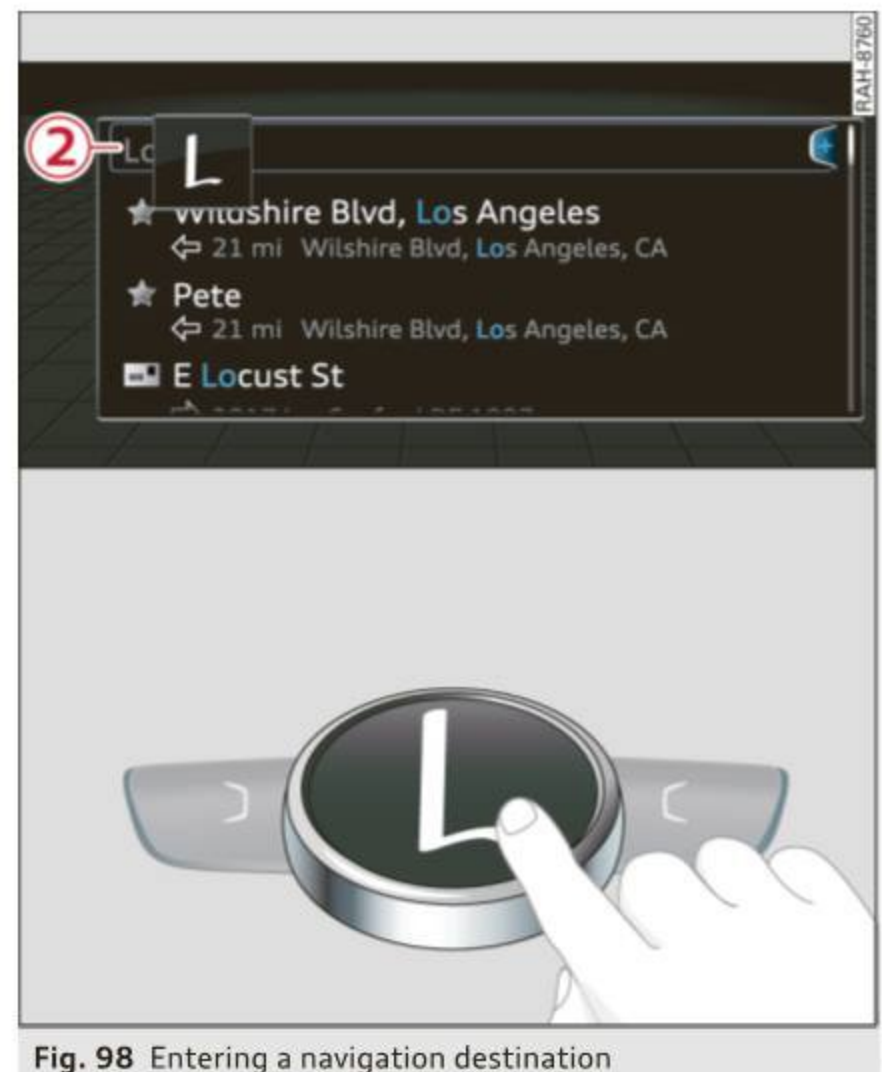 RAH-8760
2
Lo
L
Wildshire Blvd, Los Angeles
21 mi Wilshire Blvd, Los Angeles, CA
Pete
21 mi Wilshire Blvd, Los Angeles, CA
E Locust St
L
Fig. 98 Entering a navigation destination